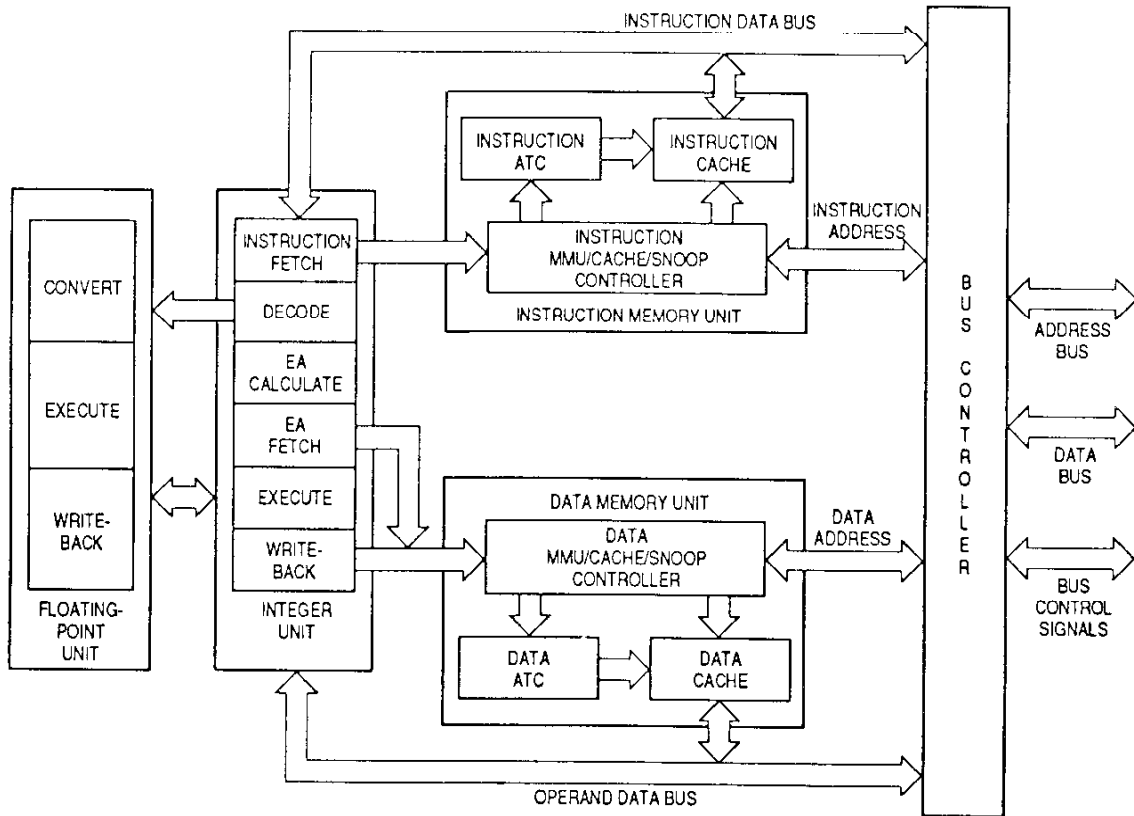 INSTRUCTION DATA BUS
INSTRUCTION
ATC
INSTRUCTION
CACHE
INSTRUCTION
MMU/CACHE/SNOOP
CONTROLLER
INSTRUCTION MEMORY UNIT
INSTRUCTION
ADDRESS
CONVERT
EXECUTE
WRITE-
BACK
FLOATING-
POINT
UNIT
INSTRUCTION
FETCH
DECODE
EA
CALCULATE
EA
FETCH
EXECUTE
WRITE-
BACK
INTEGER
UNIT
DATA MEMORY UNIT
DATA
MMU/CACHE/SNOOP
CONTROLLER
DATA
ATC
DATA
CACHE
DATA
ADDRESS
OPERAND DATA BUS
BUS CONTROLLER
ADDRESS
BUS
DATA
BUS
BUS
CONTROL
SIGNALS